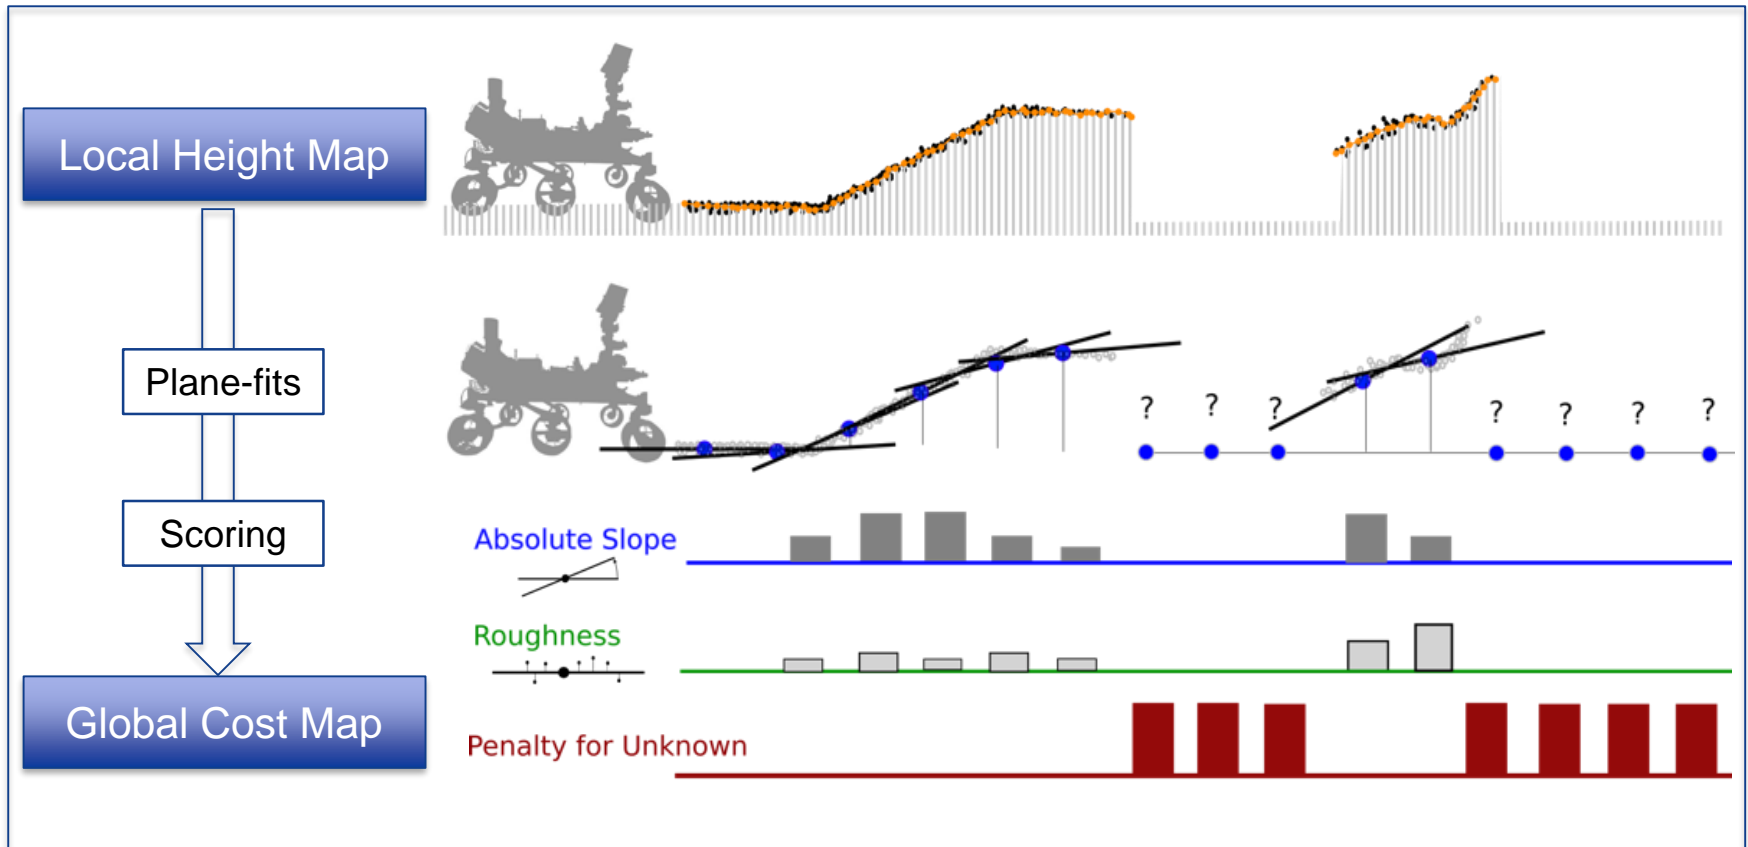 Local Height Map
Plane-fits
? ? ? ? ? ? ?
Scoring
Absolute Slope
Roughness
Global Cost Map
Penalty for Unknown